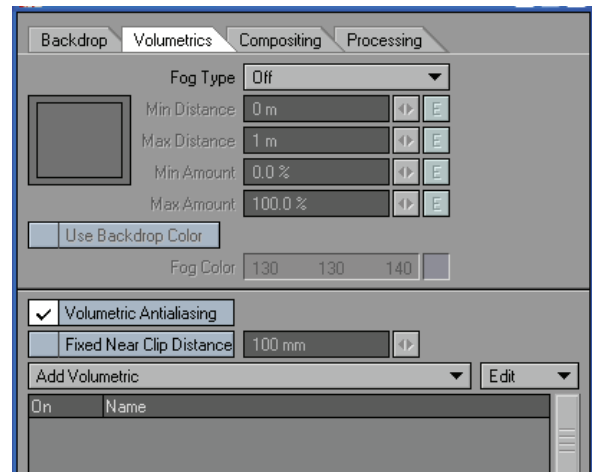 Backdrop Volumetrics Compositing Processing
Fog Type Off
Min Distance 0 m E
Max Distance 1 m E
Min Amount 0.0 % E
Max Amount 100.0 % E
Use Backdrop Color
Fog Color 130 130 140
Volumetric Antialiasing
Fixed Near Clip Distance 100 mm
Add Volumetric Edit
On Name